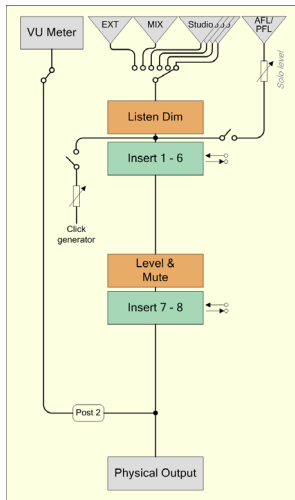 VU Meter
EXT
MIX
Studio
AFL/
PFL
Solo level
Listen Dim
Insert 1 - 6
Click
generator
Level &
Mute
Insert 7 - 8
Post 2
Physical Output